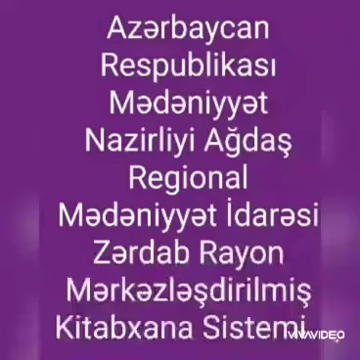 Azərbaycan
Respublikası
Mədəniyyət
Nazirliyi Ağdaş
Regional
Mədəniyyət İdarəsi
Zərdab Rayon
Mərkəzləşdirilmiş
Kitabxana Sistemi
VIVAVIDEO